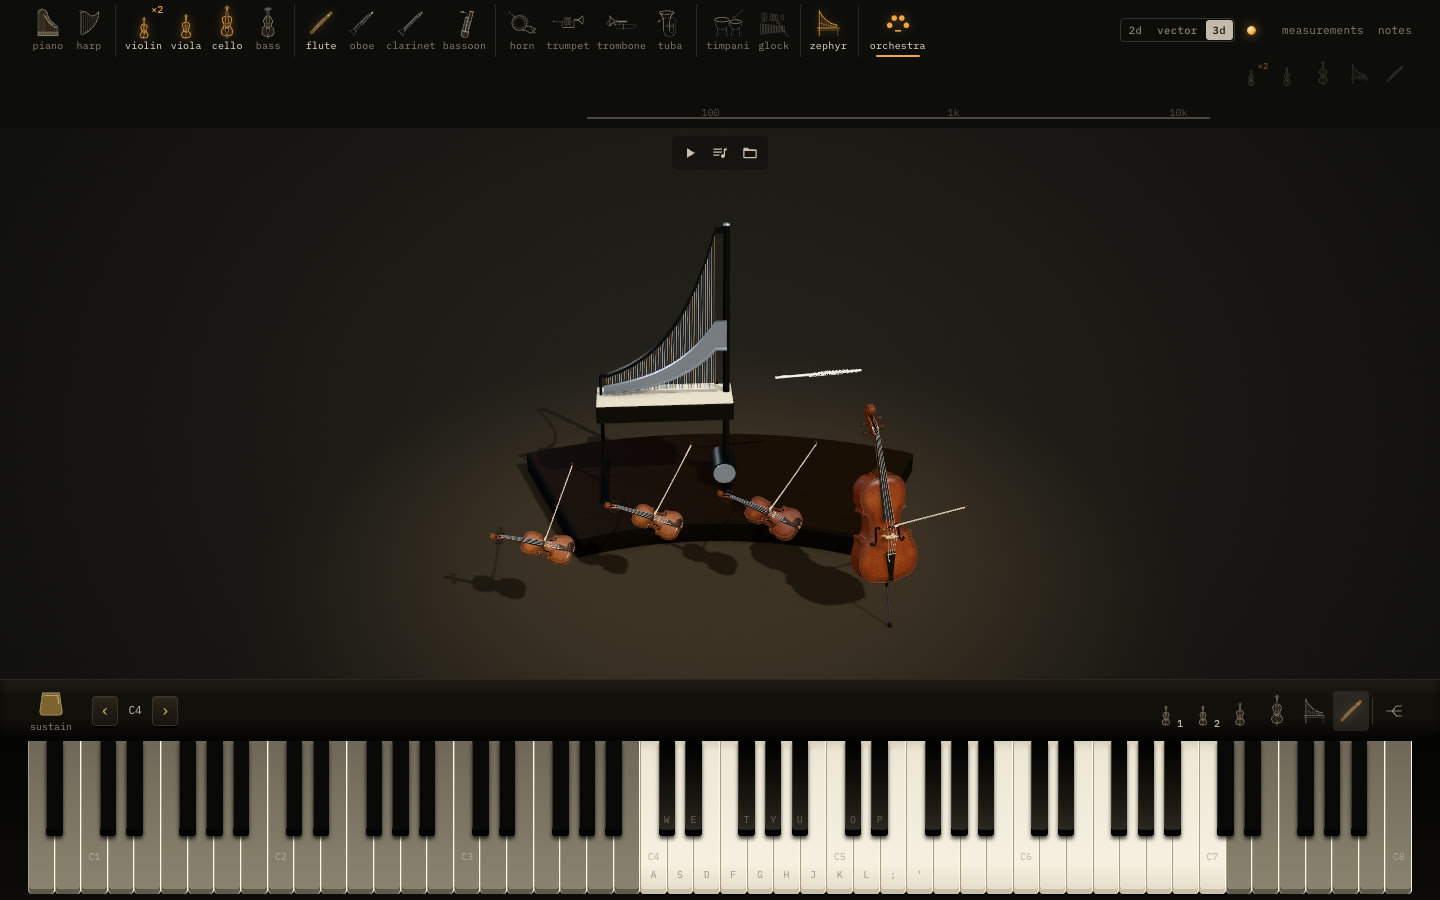 ×2
piano harp violin viola cello bass flute oboe clarinet bassoon horn trumpet trombone tuba timpani glock zephyr orchestra
2d vector 3d measurements notes
×2
100 1k 10k
sustain C4 1 2
W E T Y U O P
C1 C2 C3 C4 C5 C6 C7 C8
A S D F G H J K L ; '